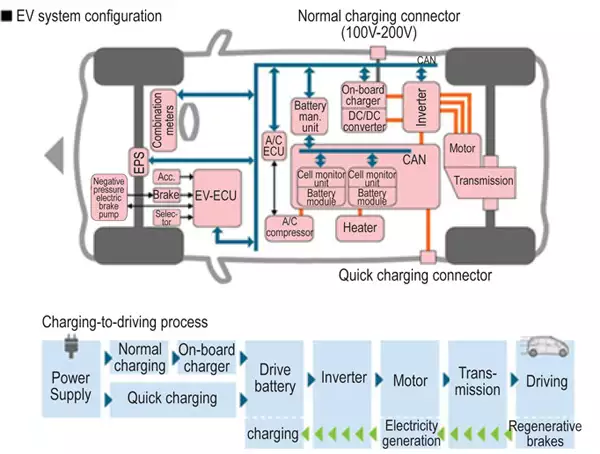 ■ EV system configuration
Normal charging connector
(100V-200V)
CAN
Combination
meters
Battery
man.
unit
On-board
charger
DC/DC
converter
Inverter
A/C
ECU
CAN
Motor
EPS
Negative
pressure
electric
brake
pump
Acc.
Brake
Selec-
tor
EV-ECU
Cell monitor
unit
Battery
module
Cell monitor
unit
Battery
module
Transmission
A/C
compressor
Heater
Quick charging connector
Charging-to-driving process
Power
Supply
Normal
charging
On-board
charger
Quick charging
Drive
battery
Inverter
Motor
Trans-
mission
Driving
charging
Electricity
generation
Regenerative
brakes